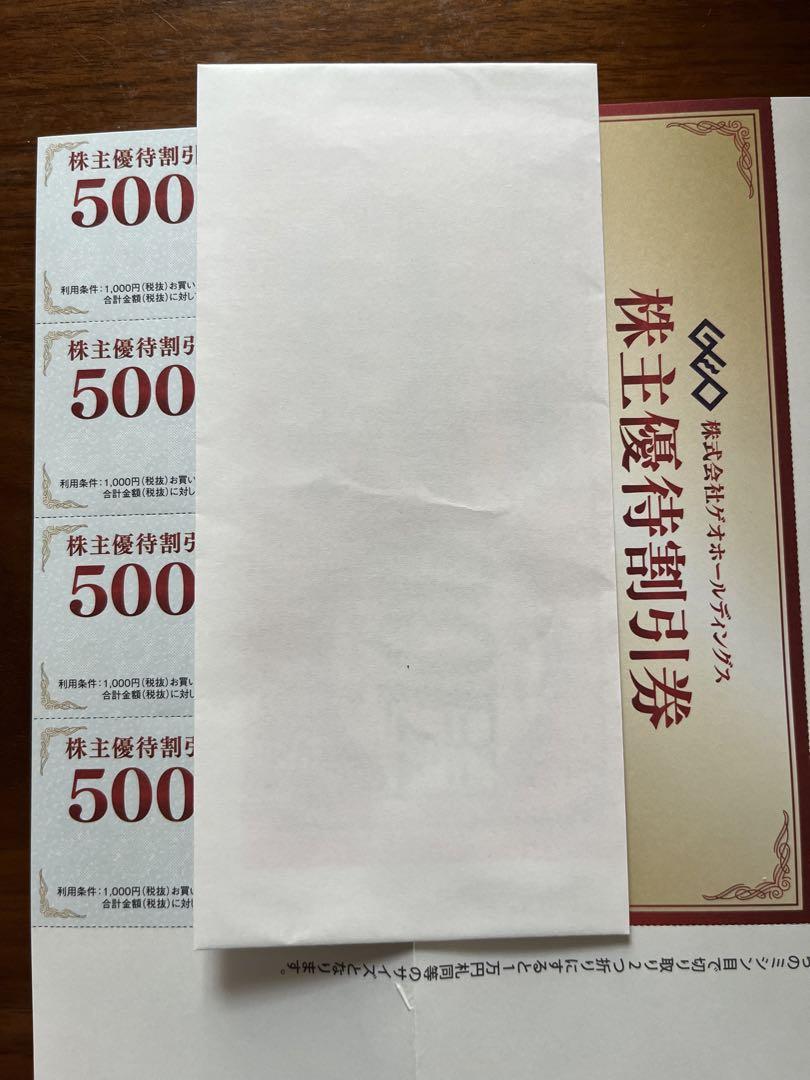 株主優待割引
500
利用条件：1,000円（税抜）お買い
合計金額（税抜）に対して
株主優待割引
500
利用条件：1,000円（税抜）お買い
合計金額（税抜）に対し
株主優待割引
500
利用条件：1,000円（税抜）お買い
合計金額（税抜）に対し
株主優待割引
500
利用条件：1,000円（税抜）お買い
合計金額（税抜）に対し
GEO 株式会社ゲオホールディングス
株主優待割引券
のミシン目で切り取り2つ折りにすると1万円札同等のサイズとなります。